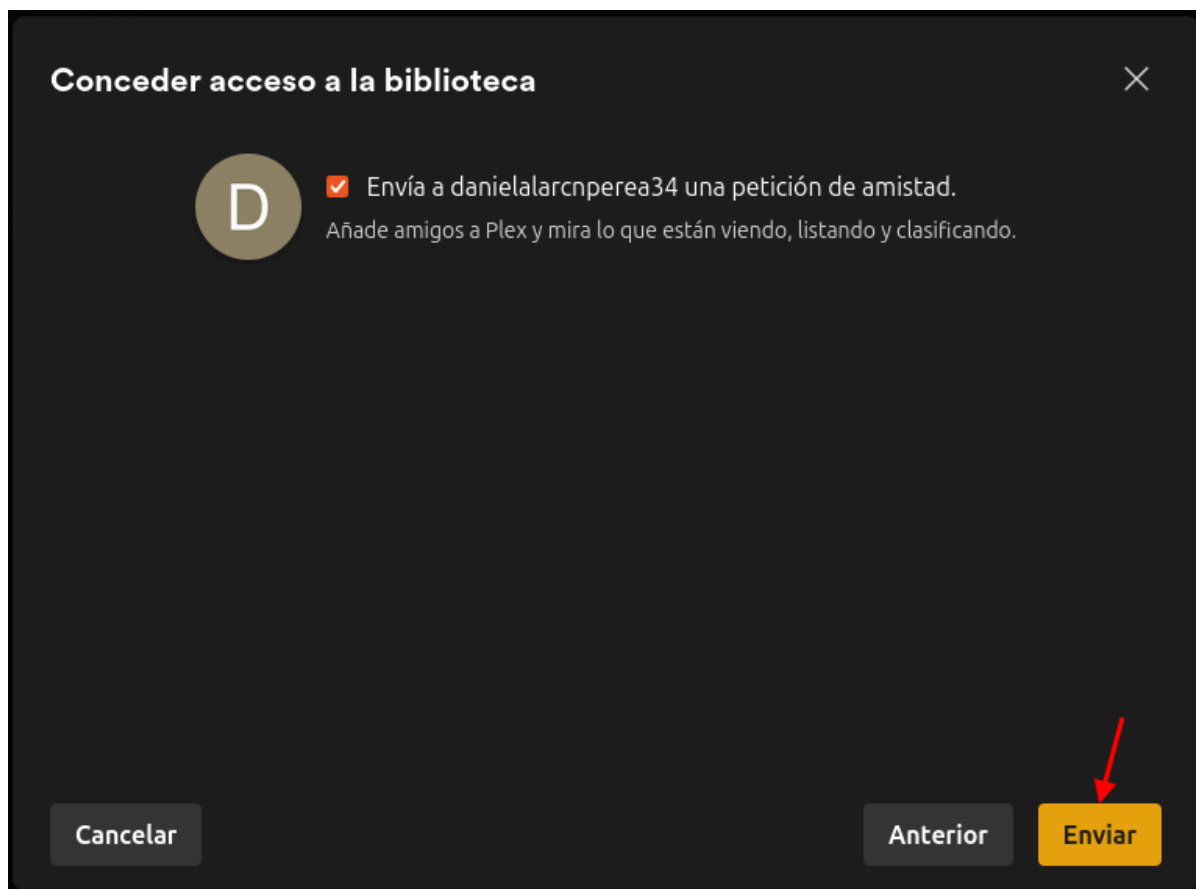 Conceder acceso a la biblioteca
D
Envía a danielalarcnperea34 una petición de amistad.
Añade amigos a Plex y mira lo que están viendo, listando y clasificando.
Cancelar
Anterior
Enviar